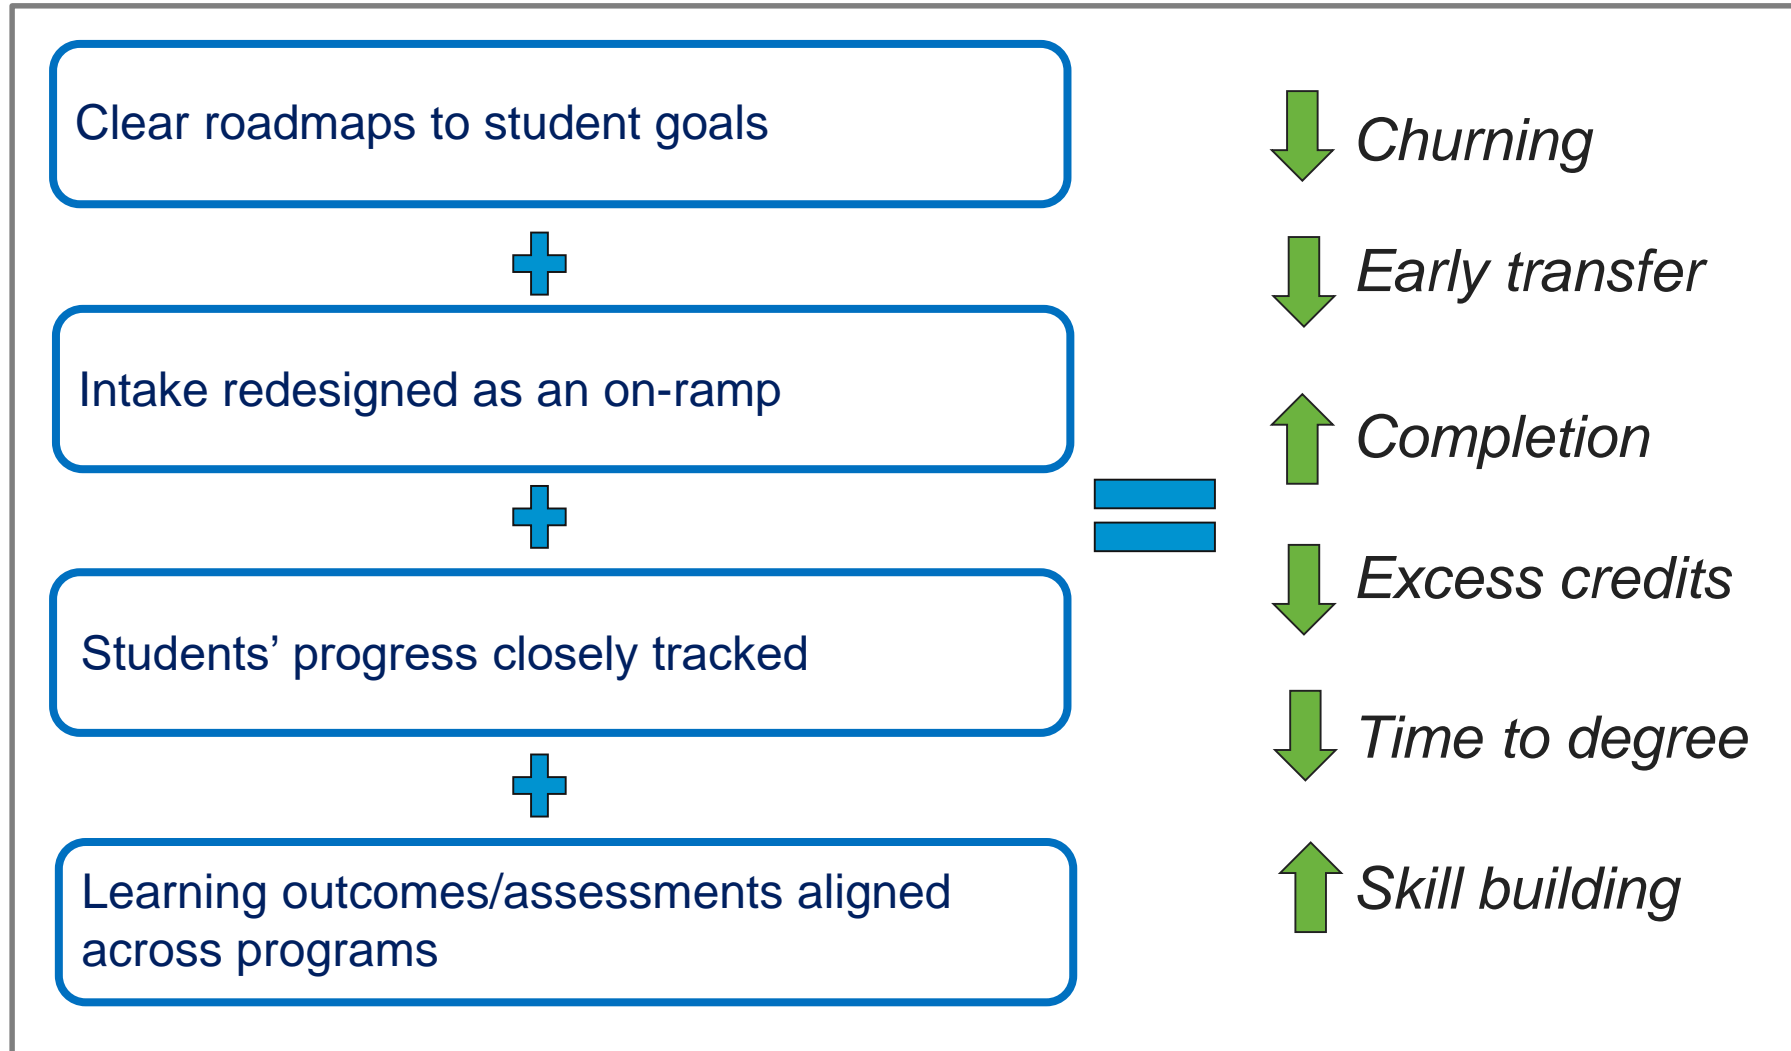 Clear roadmaps to student goals
Intake redesigned as an on-ramp
Students’ progress closely tracked
Learning outcomes/assessments aligned
across programs
Churning
Early transfer
Completion
Excess credits
Time to degree
Skill building